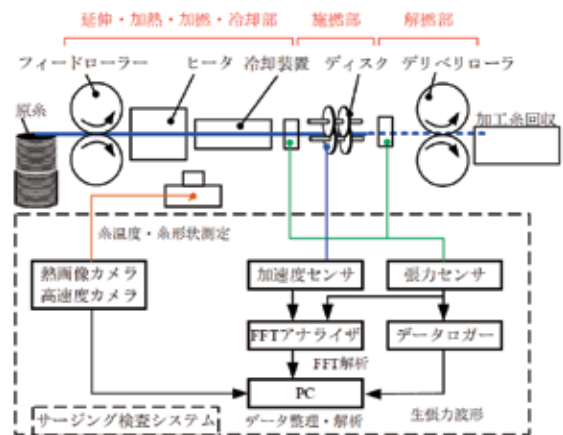 延伸・加熱・加撚・冷却部 施撚部 解撚部
フィードローラー ヒータ 冷却装置 ディスク デリベリローラ
原糸
加工糸回収
糸温度・糸形状測定
熱画像カメラ
高速度カメラ
加速度センサ
張力センサ
FFTアナライザ
データロガー
FFT解析
PC
サージング検査システム
データ整理・解析
生張力波形